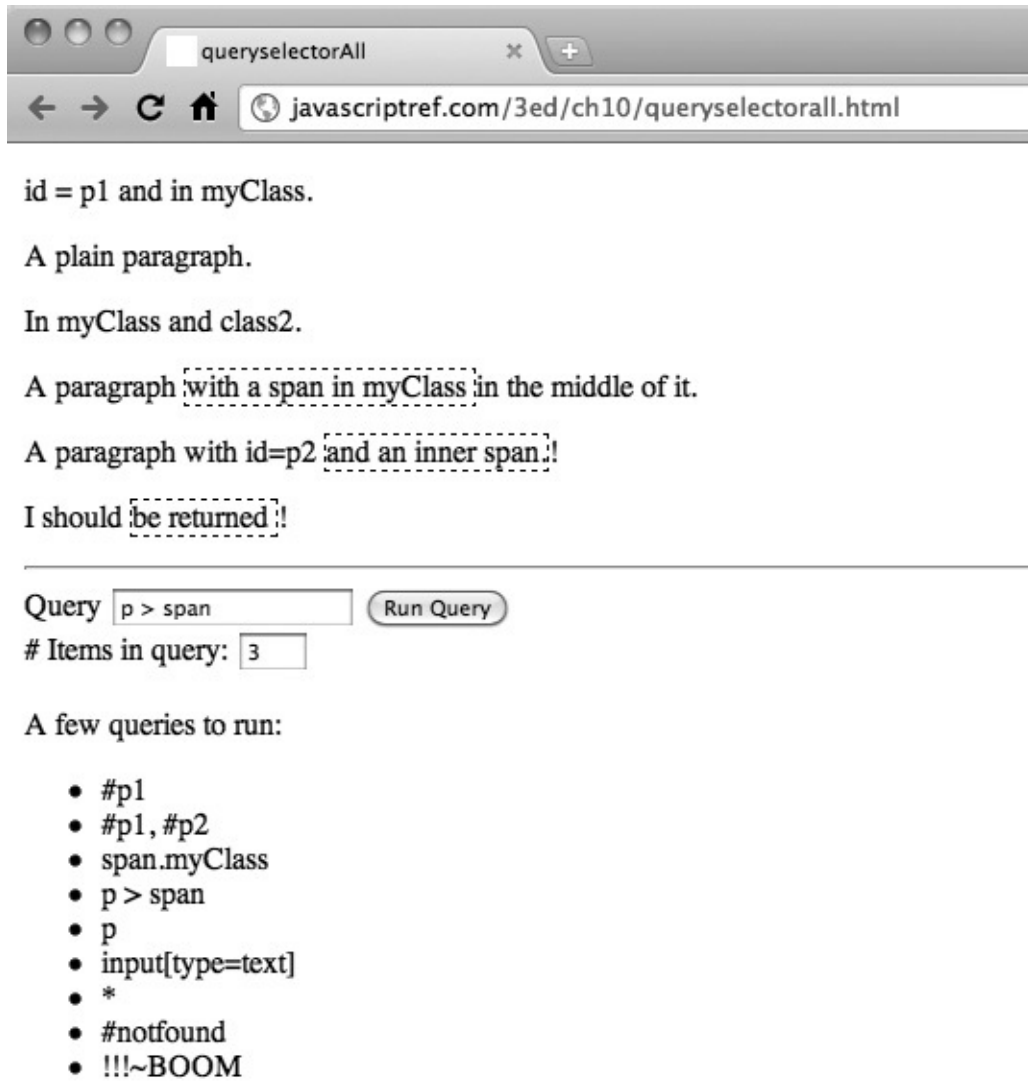 queryselectorAll
javascriptref.com/3ed/ch10/queryselectorall.html
id = p1 and in myClass.
A plain paragraph.
In myClass and class2.
A paragraph with a span in myClass in the middle of it.
A paragraph with id=p2 and an inner span.!
I should be returned !
Query p > span Run Query
# Items in query: 3
A few queries to run:
• #p1
• #p1, #p2
• span.myClass
• p > span
• p
• input[type=text]
• *
• #notfound
• !!!~BOOM